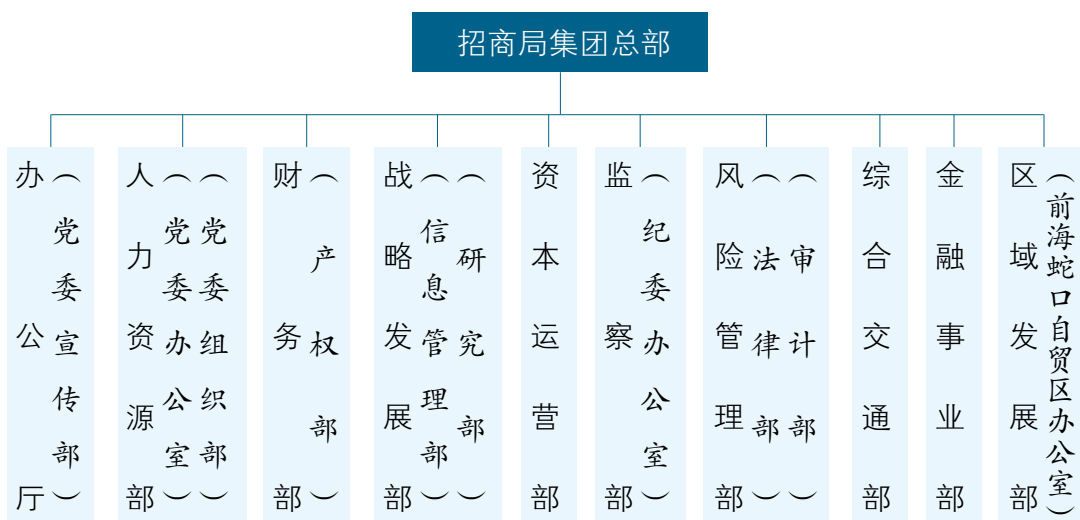 招商局集团总部
办公厅
（党委宣传部）
人力资源部
（党委办公室）
（党委组织部）
财务部
（产权部）
战略发展部
（信息管理部）
（研究部）
资本运营部
监察部
（纪委办公室）
风险管理部
（法律部）
（审计部）
综合交通部
金融事业部
区域发展部
（前海蛇口自贸区办公室）